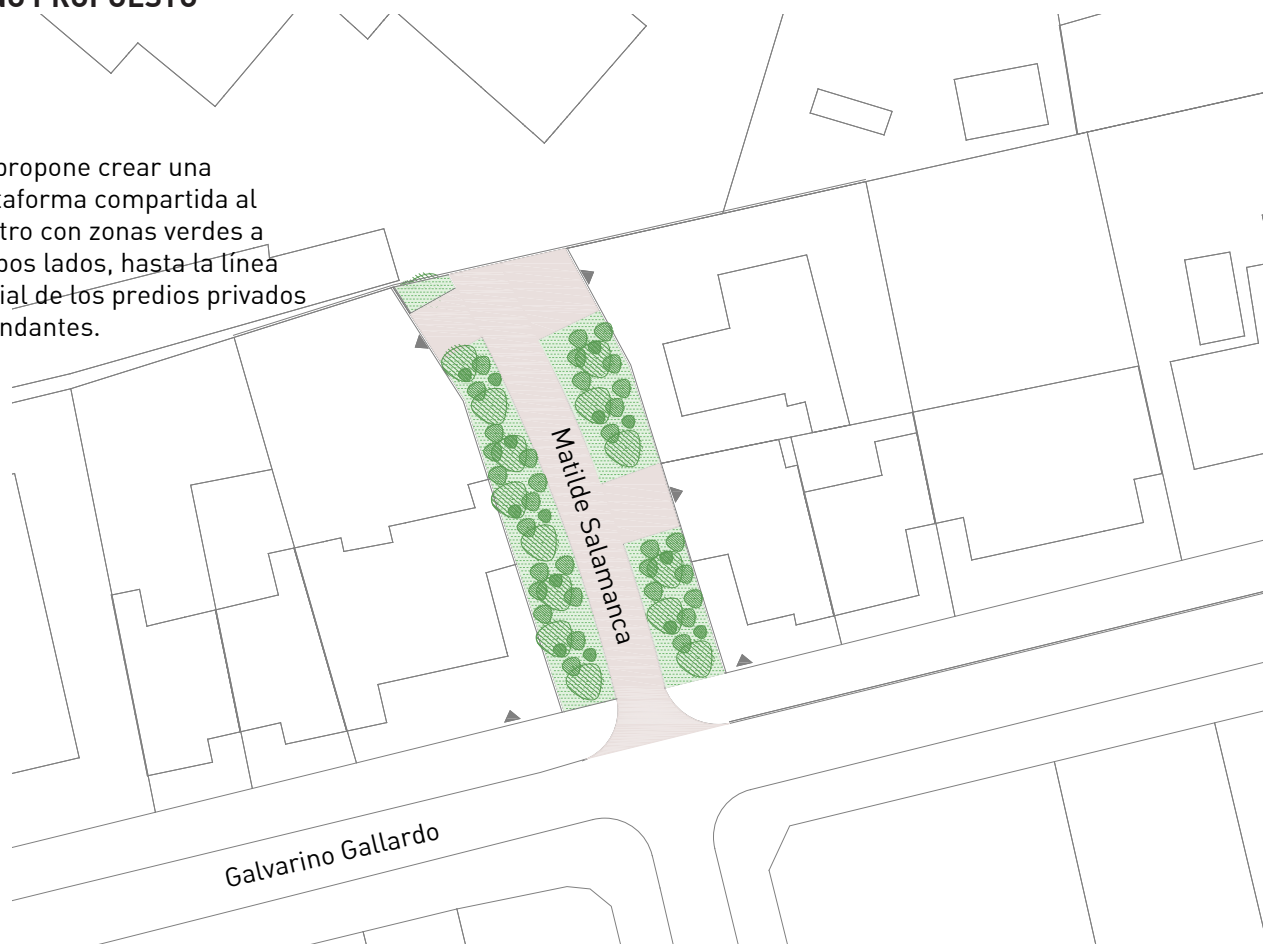 PROPUESTO
propone crear una
taforma compartida al
tro con zonas verdes a
bos lados, hasta la línea
ial de los predios privados
ndantes.
Matilde Salamanca
Galvarino Gallardo